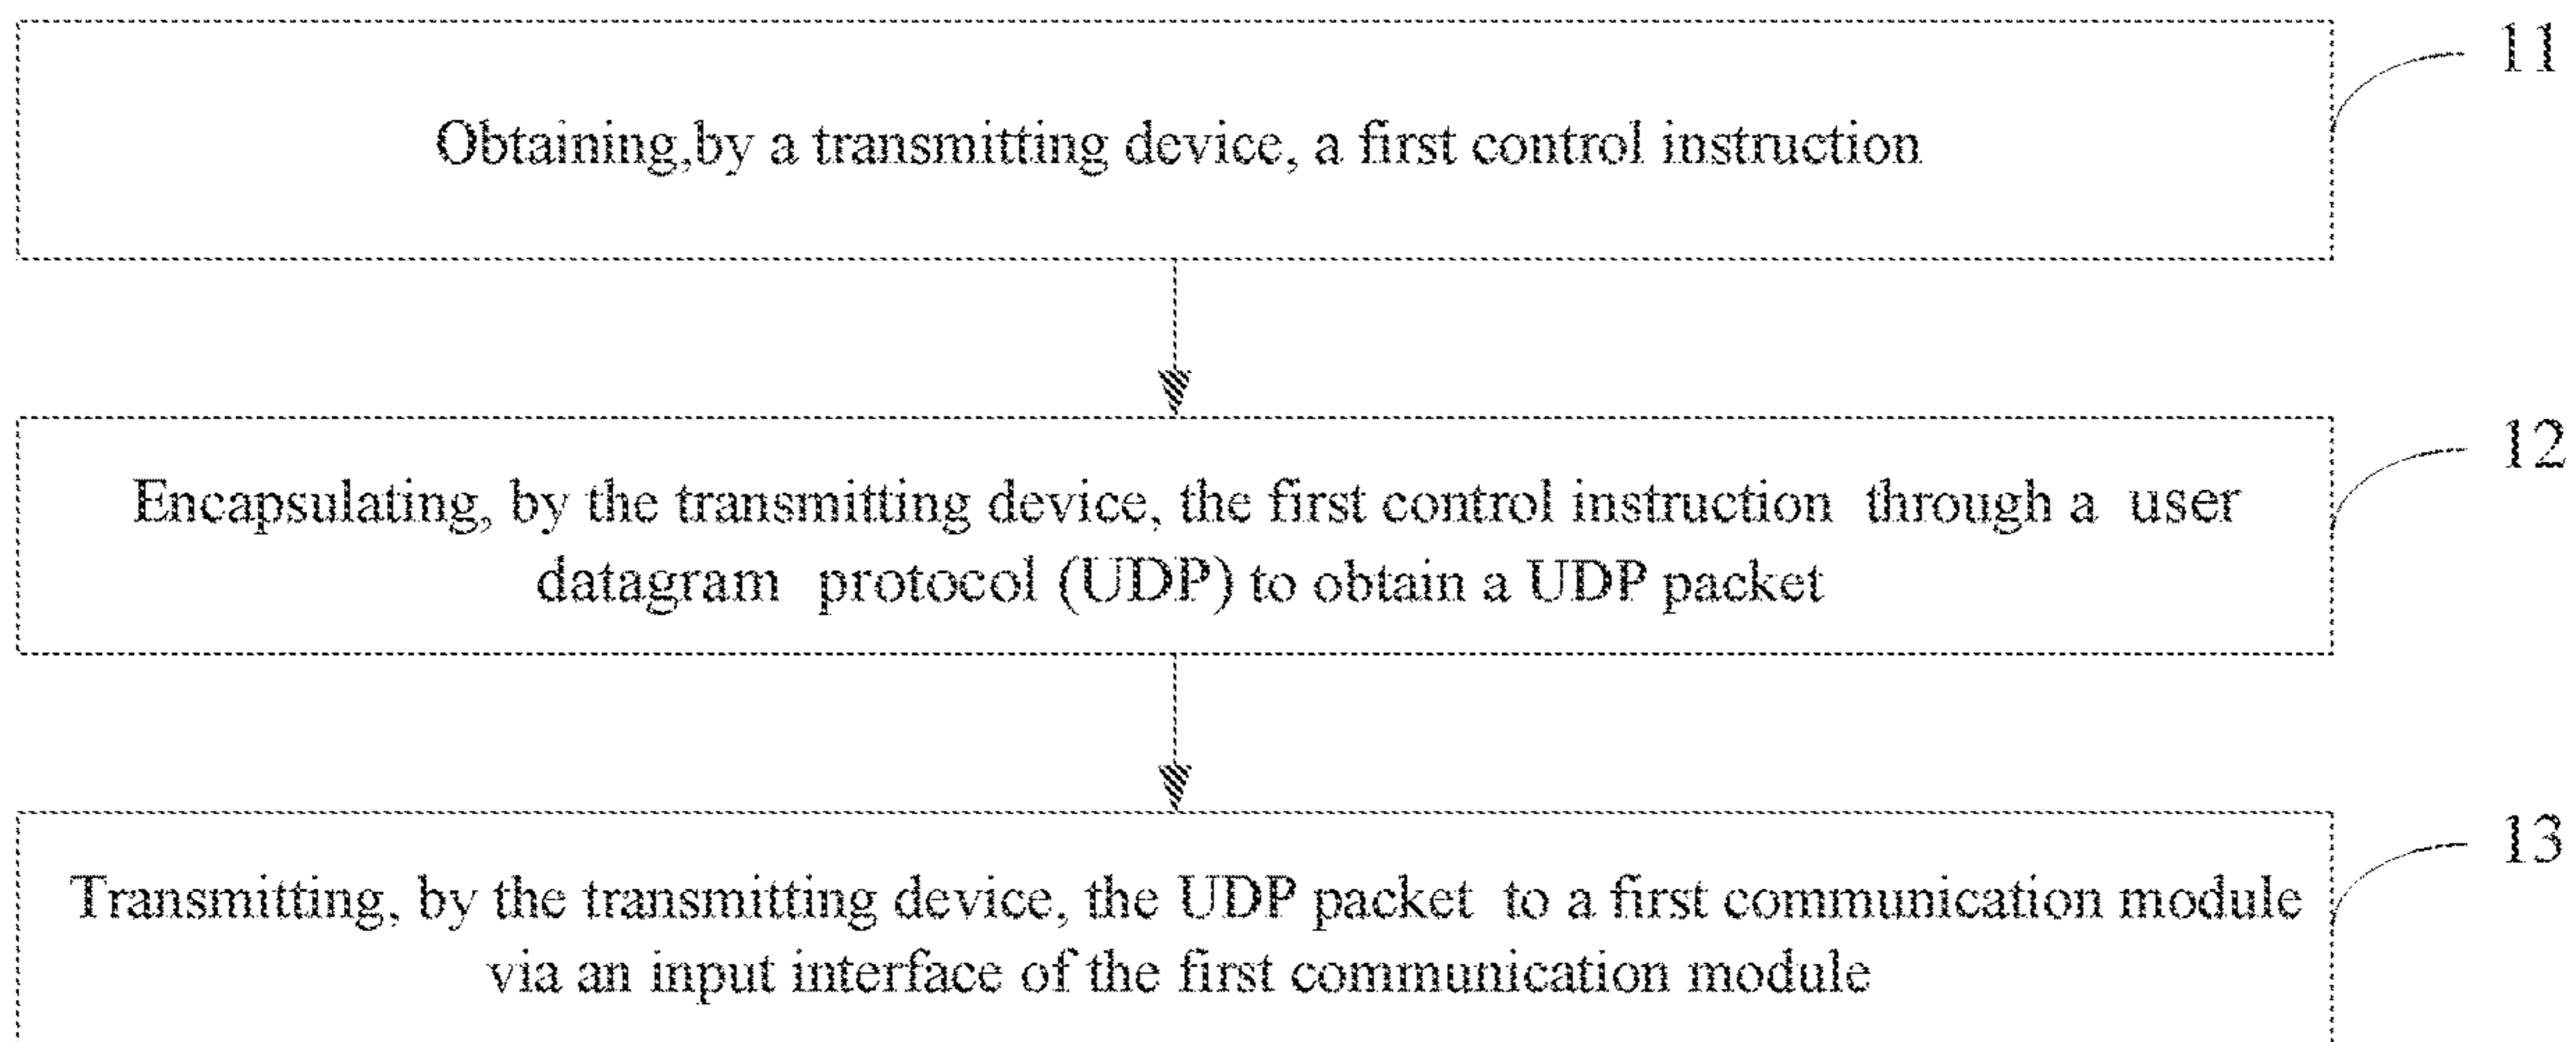 11
Obtaining,by a transmitting device, a first control instruction
12
Encapsulating, by the transmitting device, the first control instruction through a user
datagram protocol (UDP) to obtain a UDP packet
13
Transmitting, by the transmitting device, the UDP packet to a first communication module
via an input interface of the first communication module